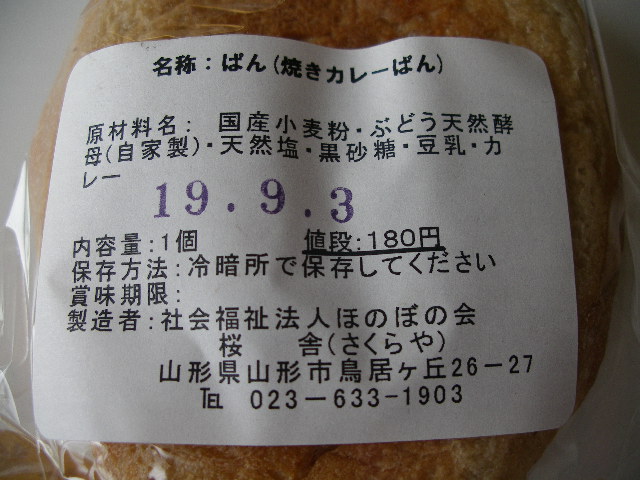 名称：ぱん(焼きカレーぱん)
原材料名： 国産小麦粉・ぶどう天然酵
母(自家製)・天然塩・黒砂糖・豆乳・カ
レー
19.9.3
内容量：1個 値段：180円
保存方法：冷暗所で保存してください
賞味期限：
製造者：社会福祉法人ほのぼの会
桜 舎(さくらや)
山形県山形市鳥居ヶ丘26－27
℡ 023－633-1903